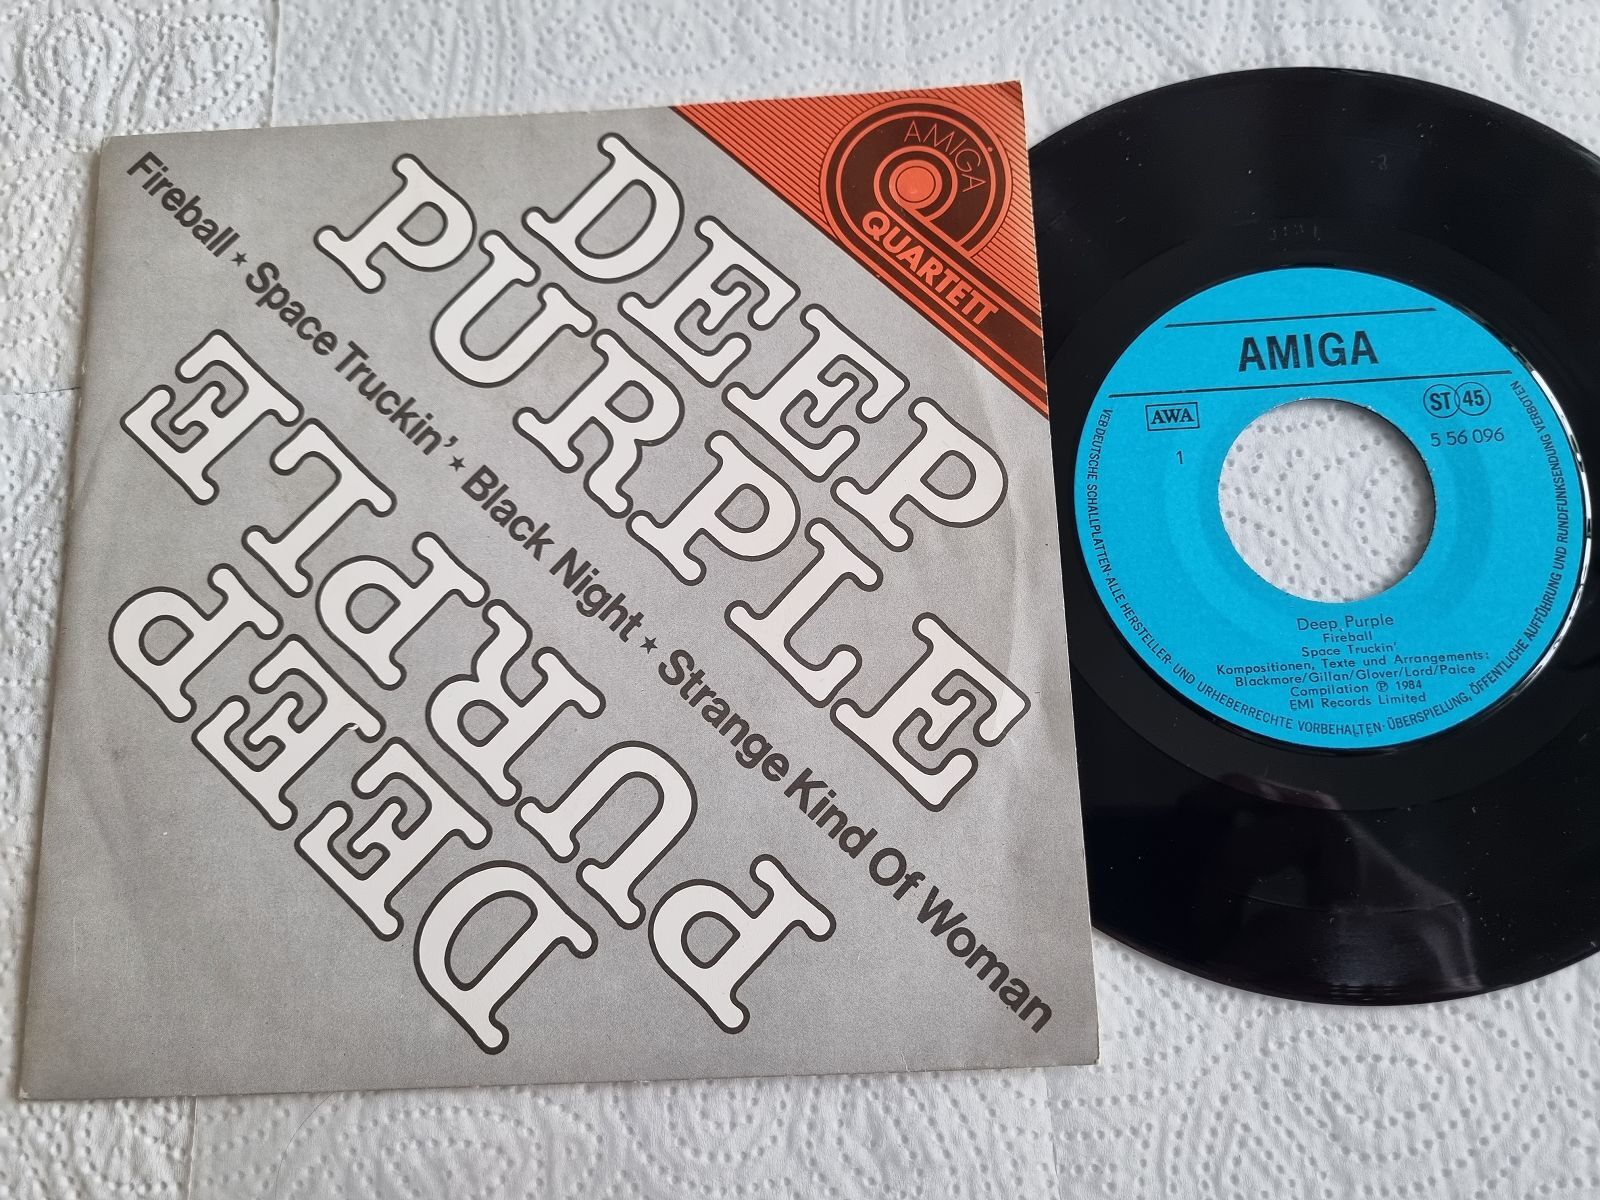 AMIGA
QUARTETT
DEEP
PURPLE
Fireball ★ Space Truckin' ★ Black Night ★ Strange Kind Of Woman
PURPLE
DEEP
AMIGA
AWA
ST 45
5 56 096
1
Deep Purple
Fireball
Space Truckin'
Kompositionen, Texte und Arrangements:
Blackmore/Gillan/Glover/Lord/Paice
Compilation Ⓟ 1984
EMI Records Limited
VEB DEUTSCHE SCHALLPLATTEN · ALLE HERSTELLER- UND URHEBERRECHTE VORBEHALTEN · ÜBERSPIELUNG, ÖFFENTLICHE AUFFÜHRUNG UND RUNDFUNKSENDUNG VERBOTEN